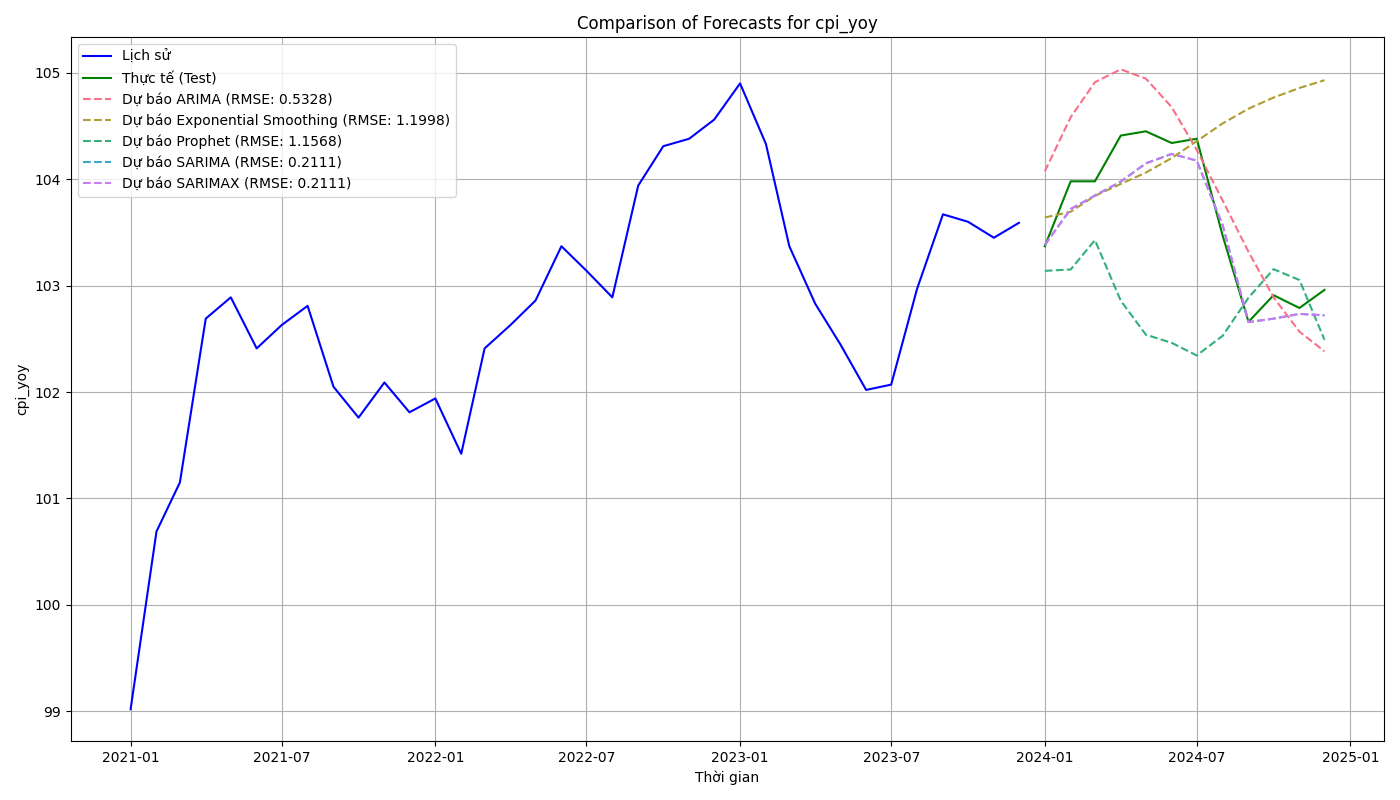 Comparison of Forecasts for cpi_yoy
Lịch sử
Thực tế (Test)
Dự báo ARIMA (RMSE: 0.5328)
Dự báo Exponential Smoothing (RMSE: 1.1998)
Dự báo Prophet (RMSE: 1.1568)
Dự báo SARIMA (RMSE: 0.2111)
Dự báo SARIMAX (RMSE: 0.2111)
105
104
103
102
101
100
99
cpi_yoy
2021-01 2021-07 2022-01 2022-07 2023-01 2023-07 2024-01 2024-07 2025-01
Thời gian